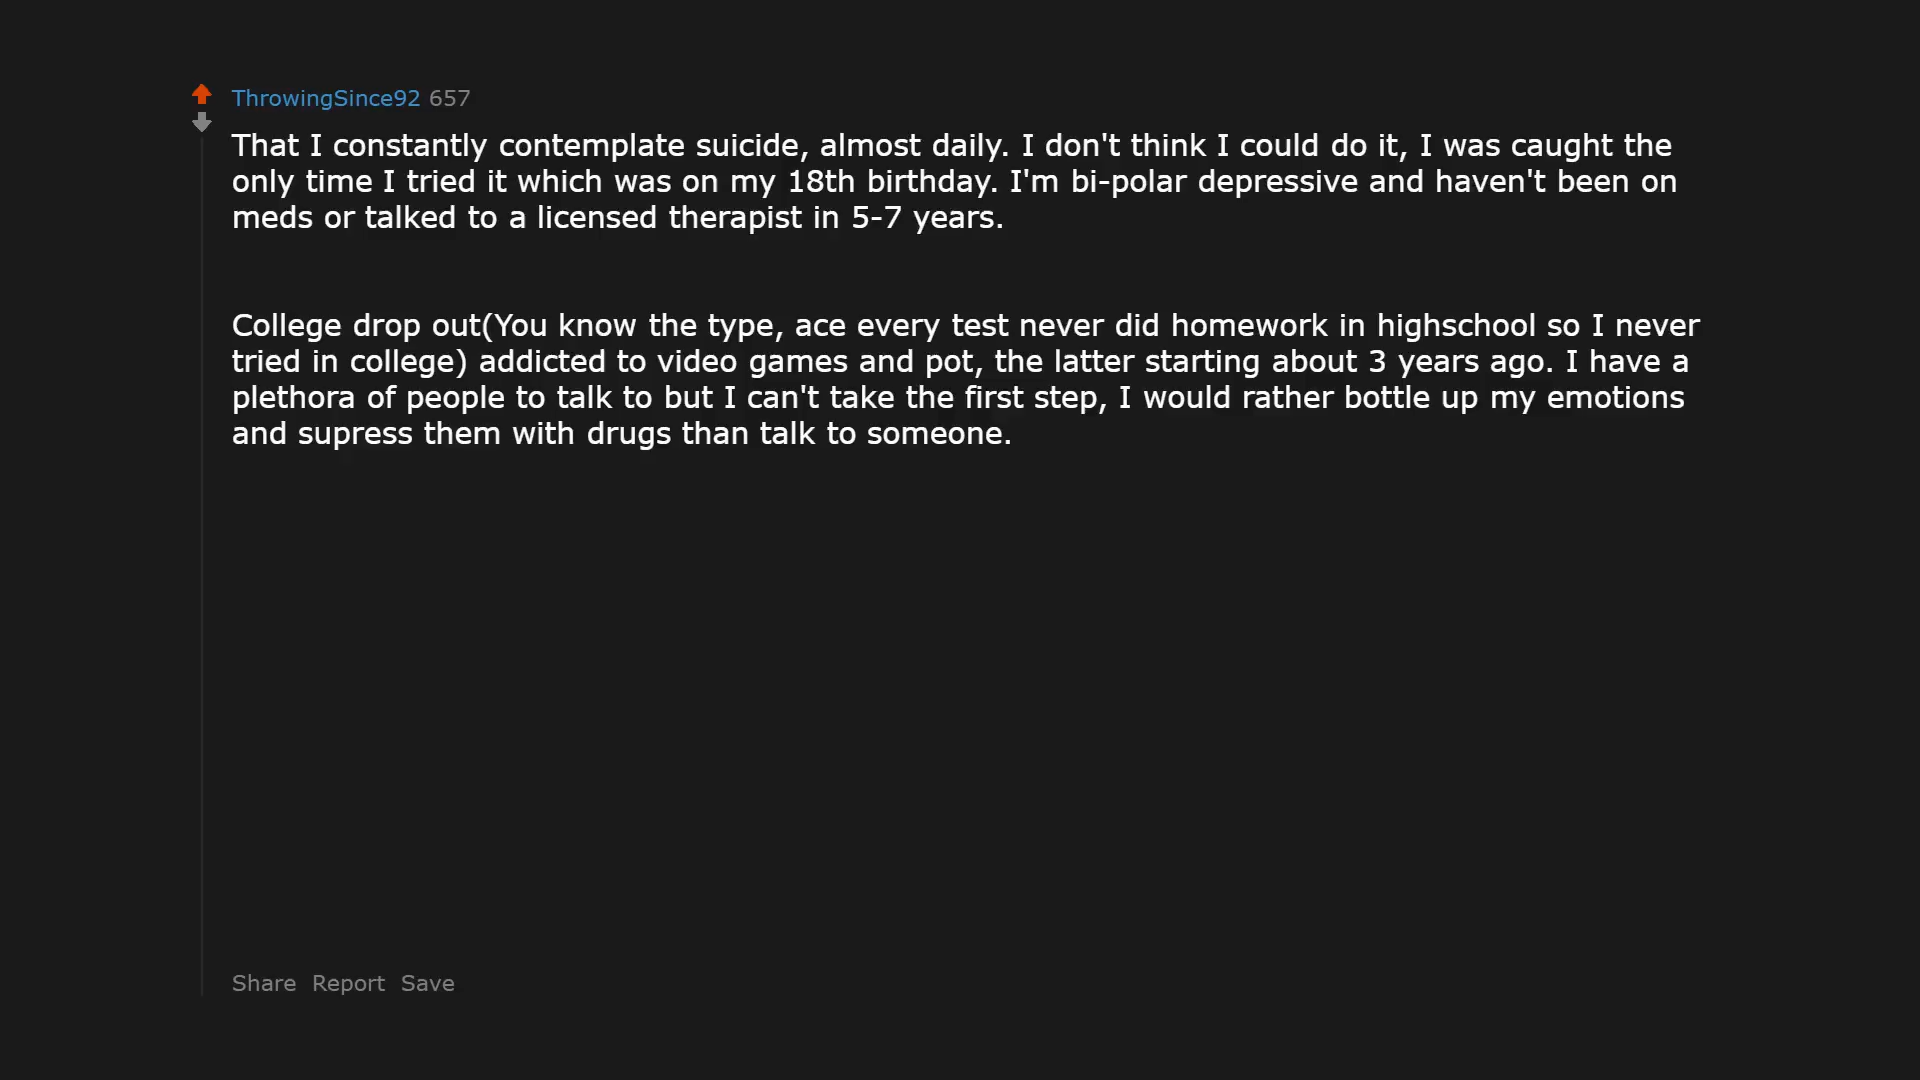 ThrowingSince92 657
That I constantly contemplate suicide, almost daily. I don't think I could do it, I was caught the
only time I tried it which was on my 18th birthday. I'm bi-polar depressive and haven't been on
meds or talked to a licensed therapist in 5-7 years.
College drop out(You know the type, ace every test never did homework in highschool so I never
tried in college) addicted to video games and pot, the latter starting about 3 years ago. I have a
plethora of people to talk to but I can't take the first step, I would rather bottle up my emotions
and supress them with drugs than talk to someone.
Share Report Save